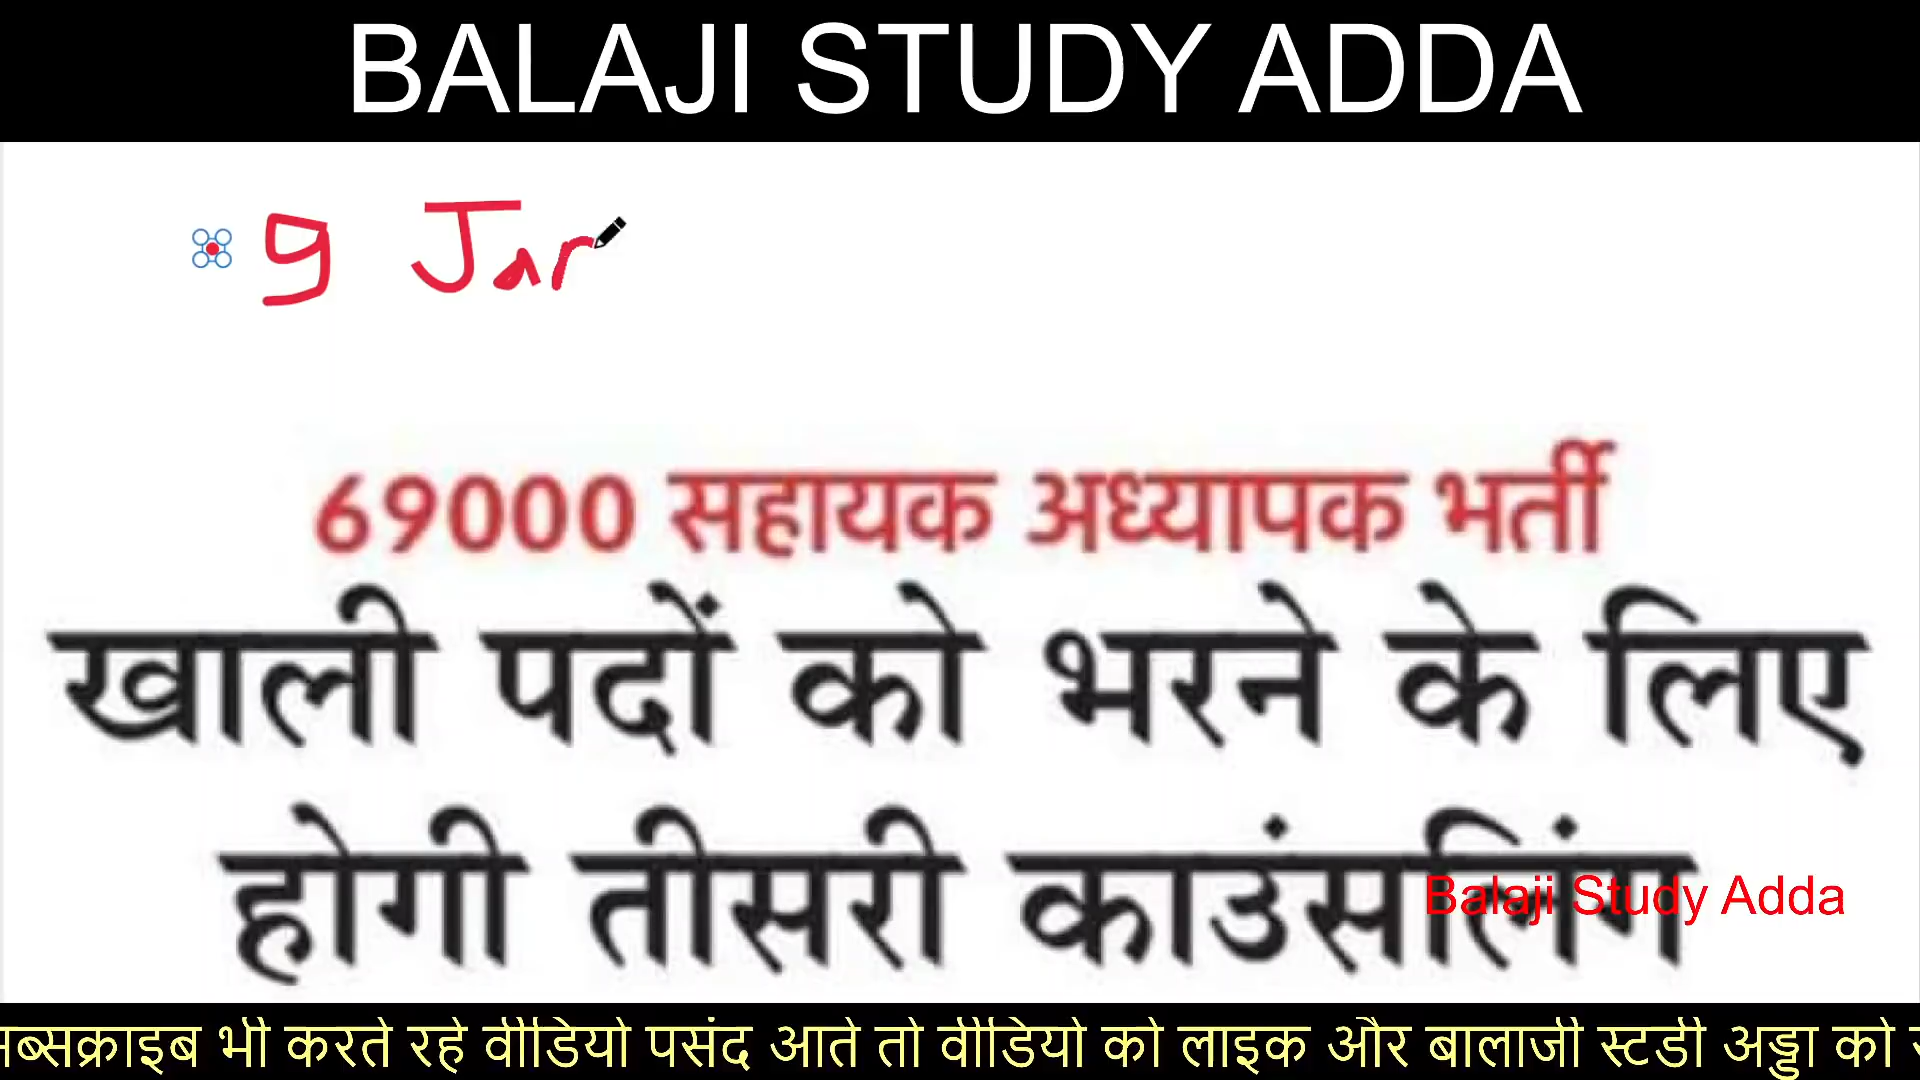 BALAJI STUDY ADDA
9 Jar
69000 सहायक अध्यापक भर्ती
खाली पदों को भरने के लिए
होगी तीसरी काउंसलिंग
Balaji Study Adda
सब्सक्राइब भी करते रहे वीडियो पसंद आते तो वीडियो को लाइक और बालाजी स्टडी अड्डा को